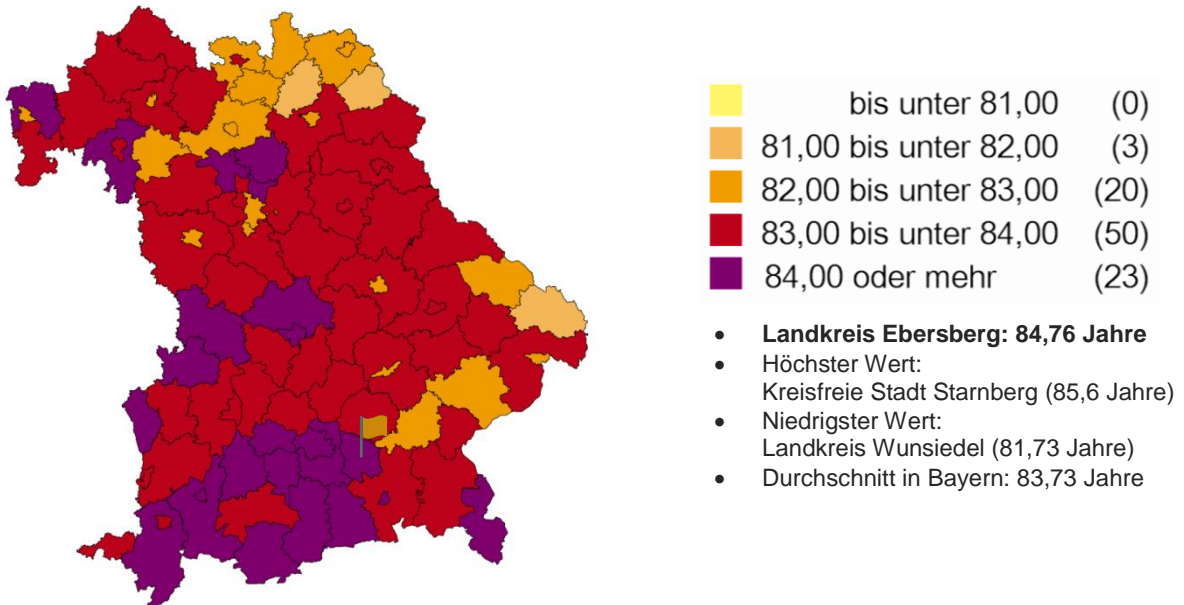 bis unter 81,00 (0)
81,00 bis unter 82,00 (3)
82,00 bis unter 83,00 (20)
83,00 bis unter 84,00 (50)
84,00 oder mehr (23)
• Landkreis Ebersberg: 84,76 Jahre
• Höchster Wert:
Kreisfreie Stadt Starnberg (85,6 Jahre)
• Niedrigster Wert:
Landkreis Wunsiedel (81,73 Jahre)
• Durchschnitt in Bayern: 83,73 Jahre